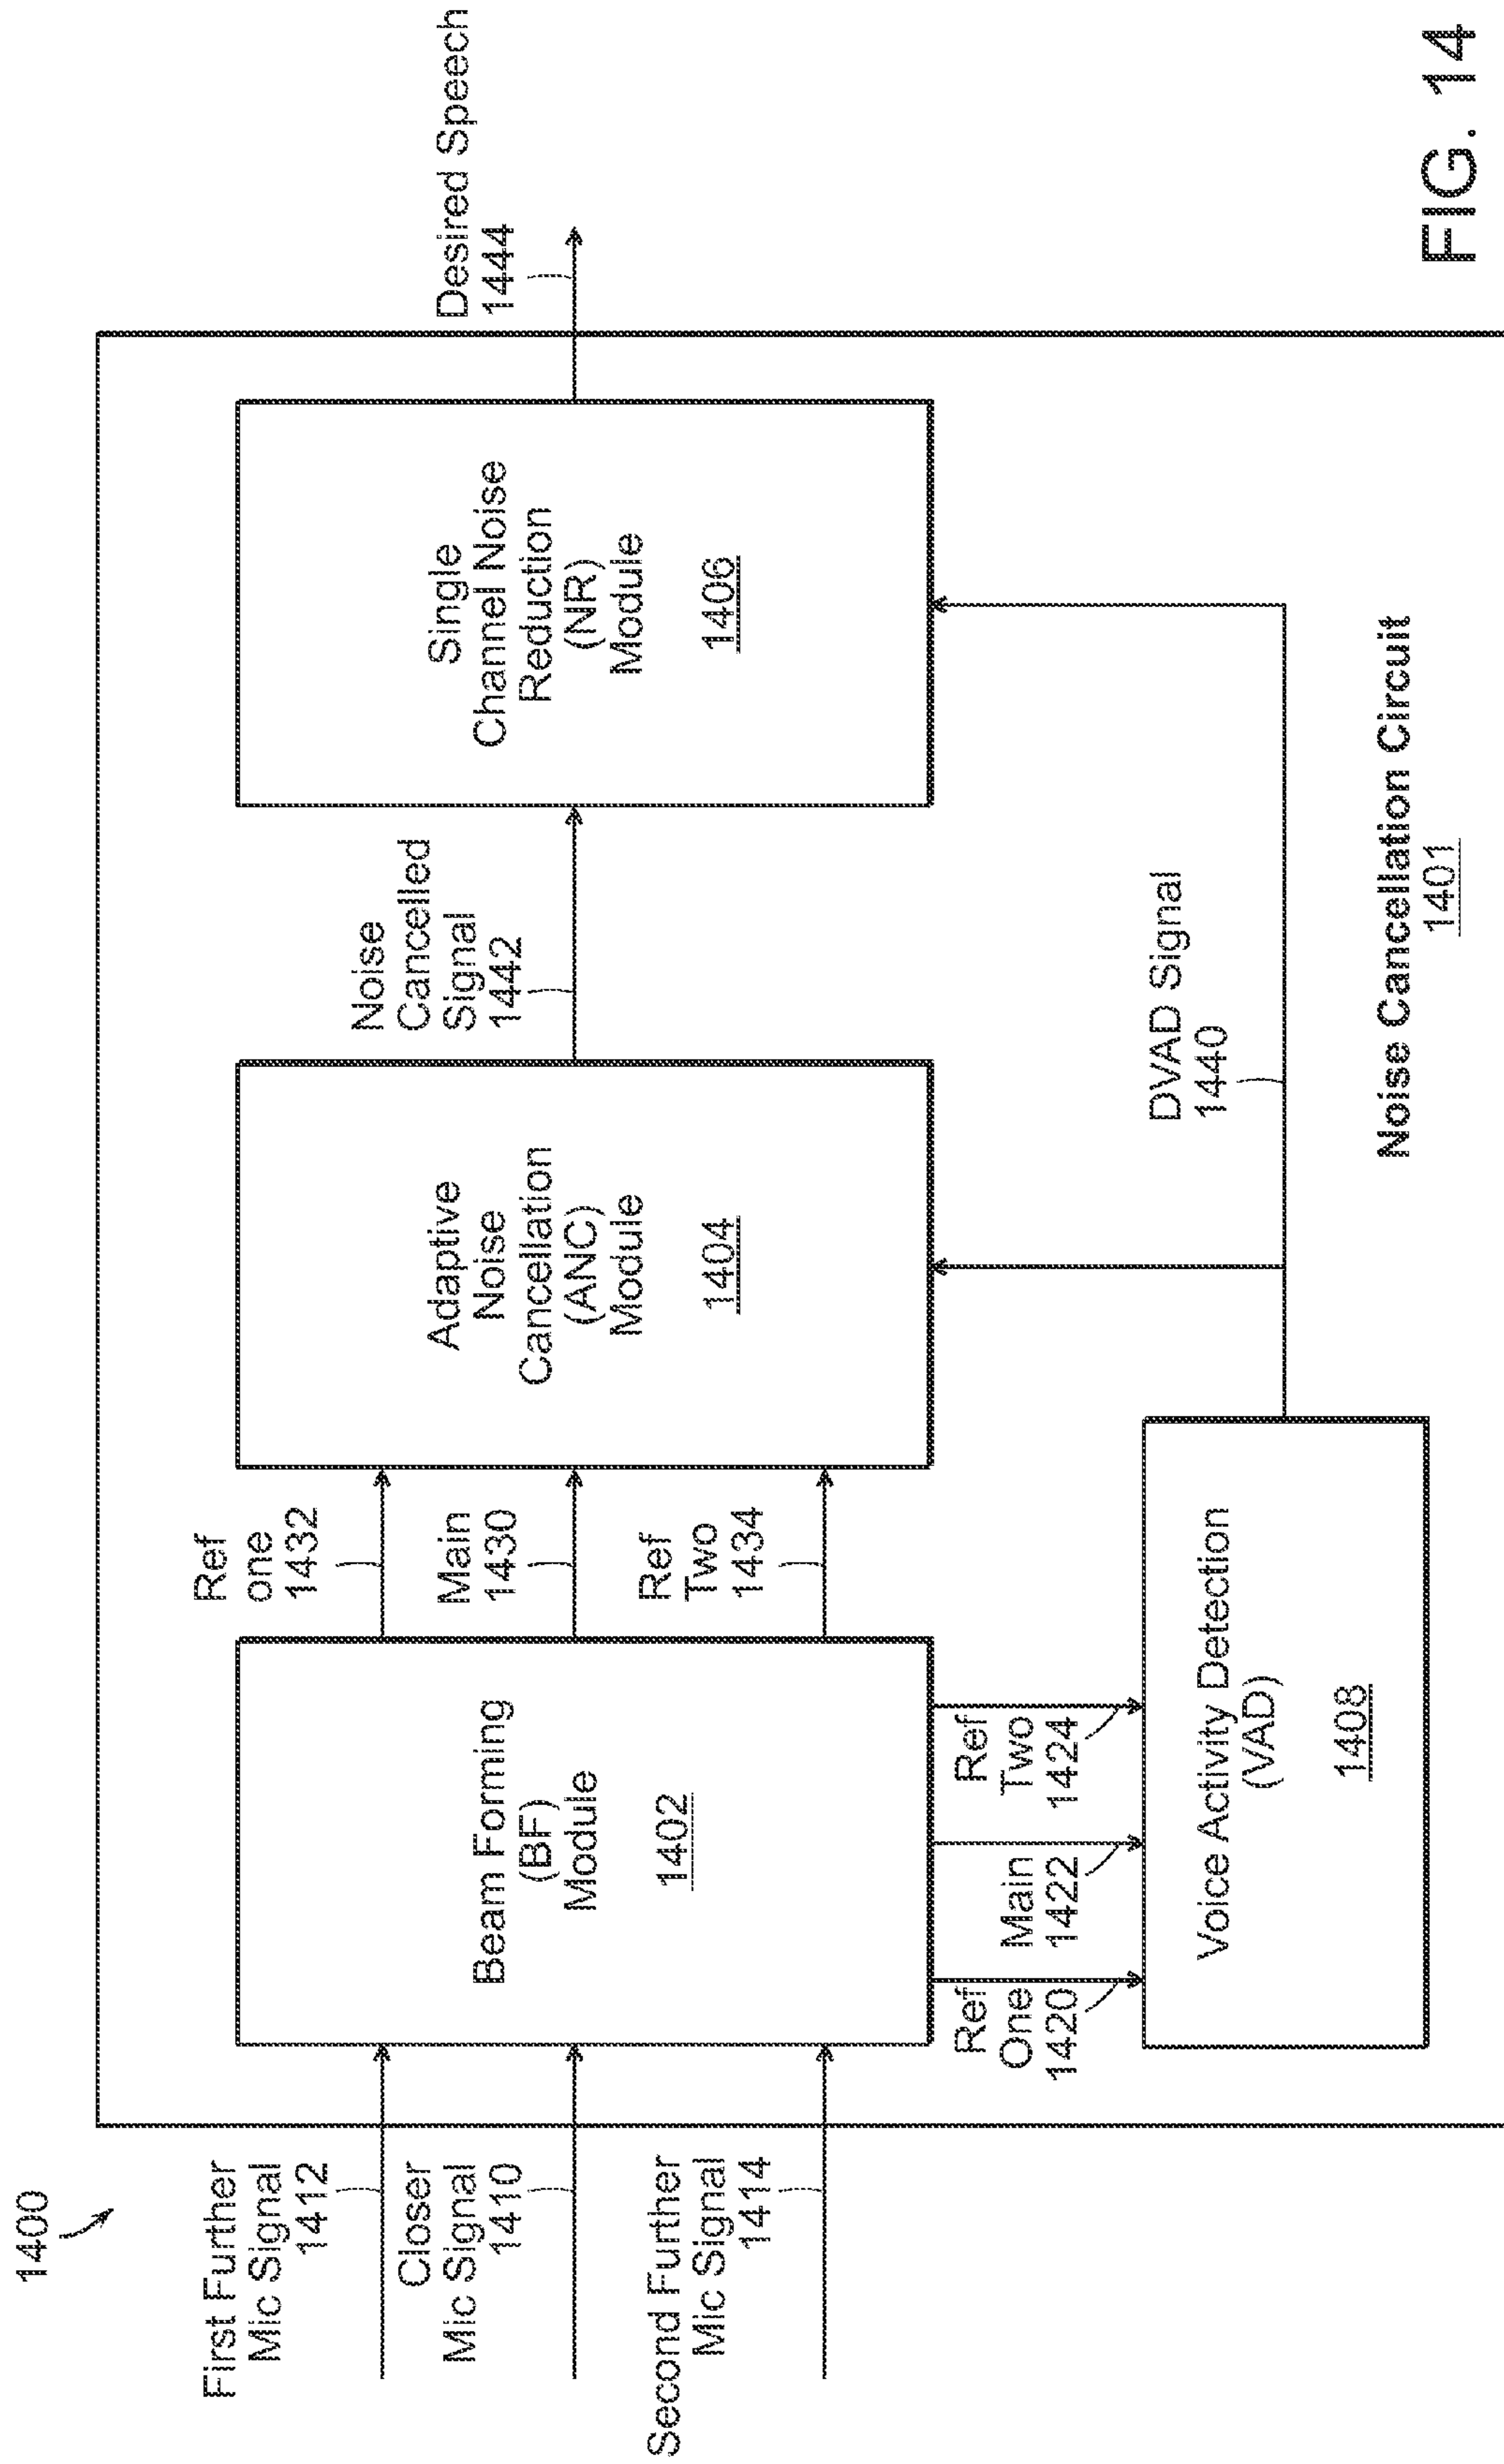 1400
First Further
Mic Signal
1412
Closer
Mic Signal
1410
Second Further
Mic Signal
1414
Beam Forming
(BF)
Module
1402
Ref
one
1432
Main
1430
Ref
Two
1434
Adaptive
Noise
Cancellation
(ANC)
Module
1404
Noise
Cancelled
Signal
1442
Single
Channel Noise
Reduction
(NR)
Module
1406
Desired Speech
1444
Ref
One
1420
Main
1422
Ref
Two
1424
Voice Activity Detection
(VAD)
1408
DVAD Signal
1440
Noise Cancellation Circuit
1401
FIG. 14